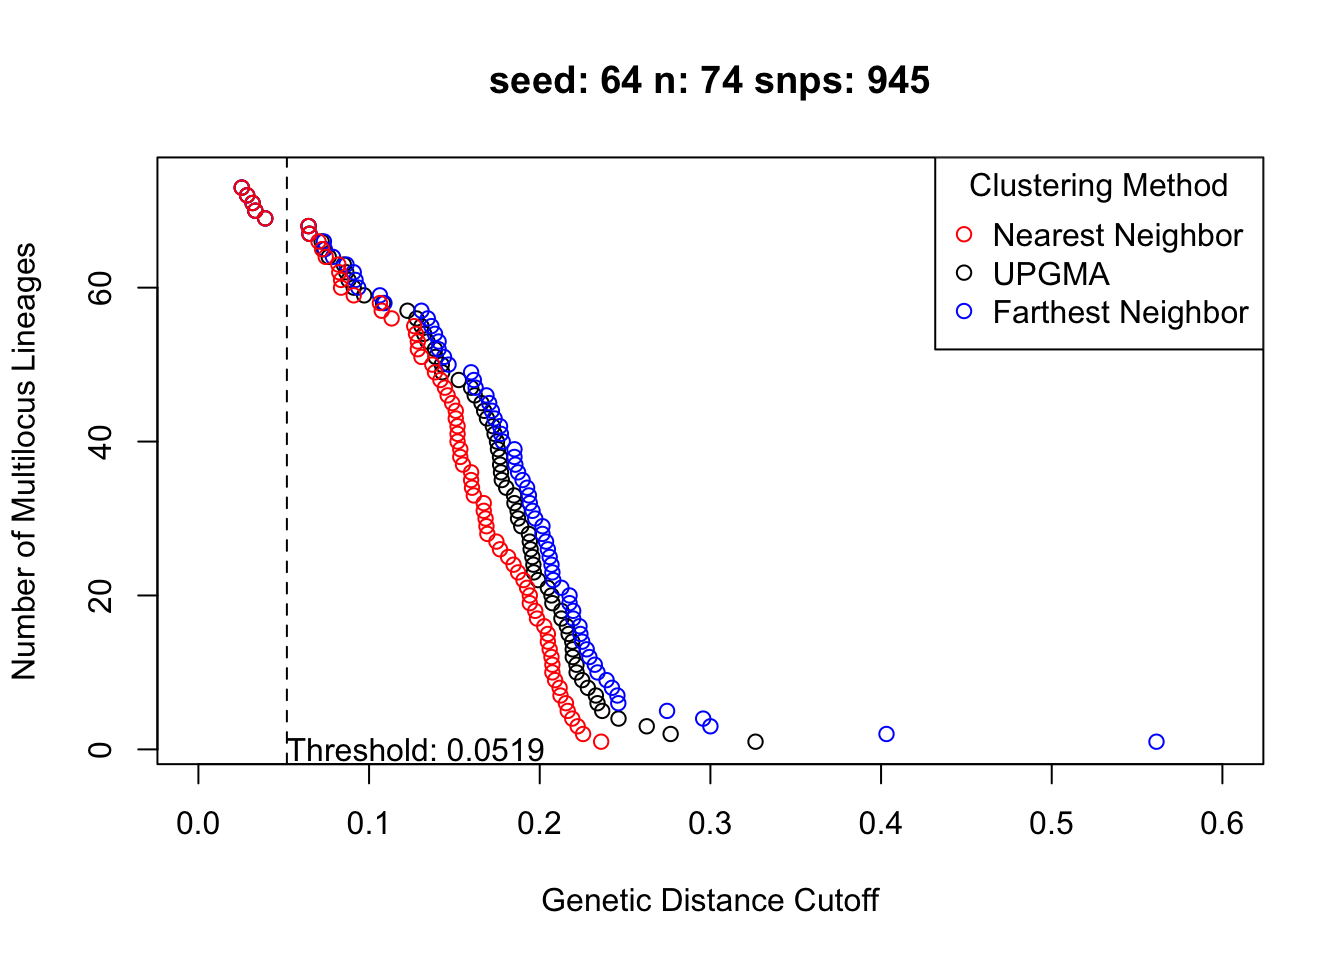 seed: 64 n: 74 snps: 945
Clustering Method
Nearest Neighbor
UPGMA
Farthest Neighbor
Number of Multilocus Lineages
60
40
20
0
Threshold: 0.0519
0.0 0.1 0.2 0.3 0.4 0.5 0.6
Genetic Distance Cutoff